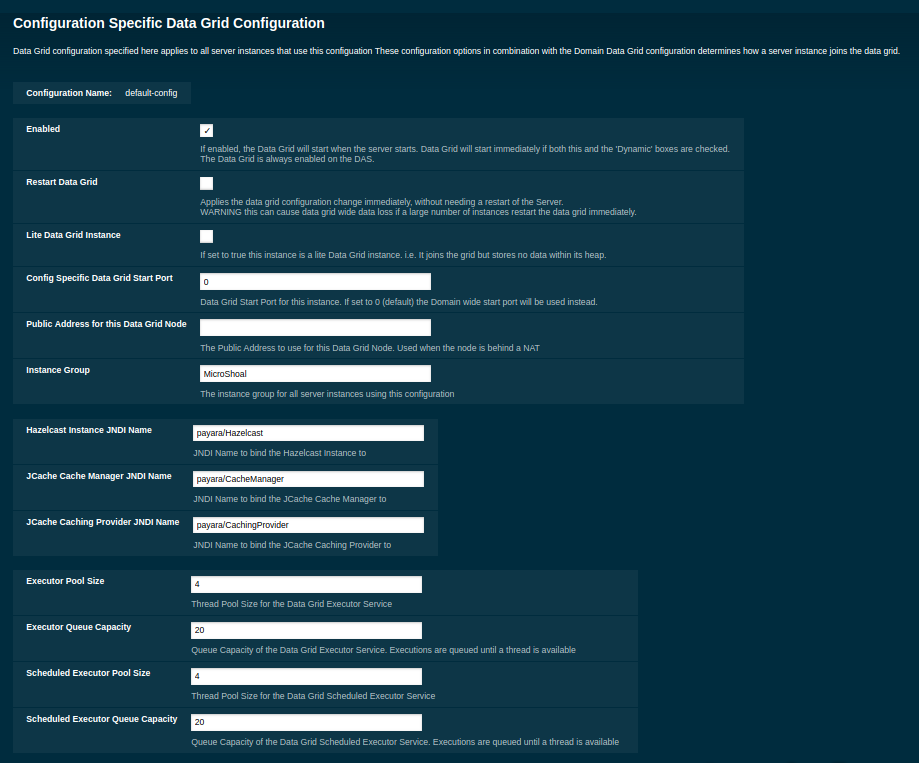 Configuration Specific Data Grid Configuration
Data Grid configuration specified here applies to all server instances that use this configuation These configuration options in combination with the Domain Data Grid configuration determines how a server instance joins the data grid.
Configuration Name: default-config
Enabled ✓
If enabled, the Data Grid will start when the server starts. Data Grid will start immediately if both this and the 'Dynamic' boxes are checked.
The Data Grid is always enabled on the DAS.
Restart Data Grid
Applies the data grid configuration change immediately, without needing a restart of the Server.
WARNING this can cause data grid wide data loss if a large number of instances restart the data grid immediately.
Lite Data Grid Instance
If set to true this instance is a lite Data Grid instance. i.e. It joins the grid but stores no data within its heap.
Config Specific Data Grid Start Port 0
Data Grid Start Port for this instance. If set to 0 (default) the Domain wide start port will be used instead.
Public Address for this Data Grid Node
The Public Address to use for this Data Grid Node. Used when the node is behind a NAT
Instance Group MicroShoal
The instance group for all server instances using this configuration
Hazelcast Instance JNDI Name payara/Hazelcast
JNDI Name to bind the Hazelcast Instance to
JCache Cache Manager JNDI Name payara/CacheManager
JNDI Name to bind the JCache Cache Manager to
JCache Caching Provider JNDI Name payara/CachingProvider
JNDI Name to bind the JCache Caching Provider to
Executor Pool Size 4
Thread Pool Size for the Data Grid Executor Service
Executor Queue Capacity 20
Queue Capacity of the Data Grid Executor Service. Executions are queued until a thread is available
Scheduled Executor Pool Size 4
Thread Pool Size for the Data Grid Scheduled Executor Service
Scheduled Executor Queue Capacity 20
Queue Capacity of the Data Grid Scheduled Executor Service. Executions are queued until a thread is available